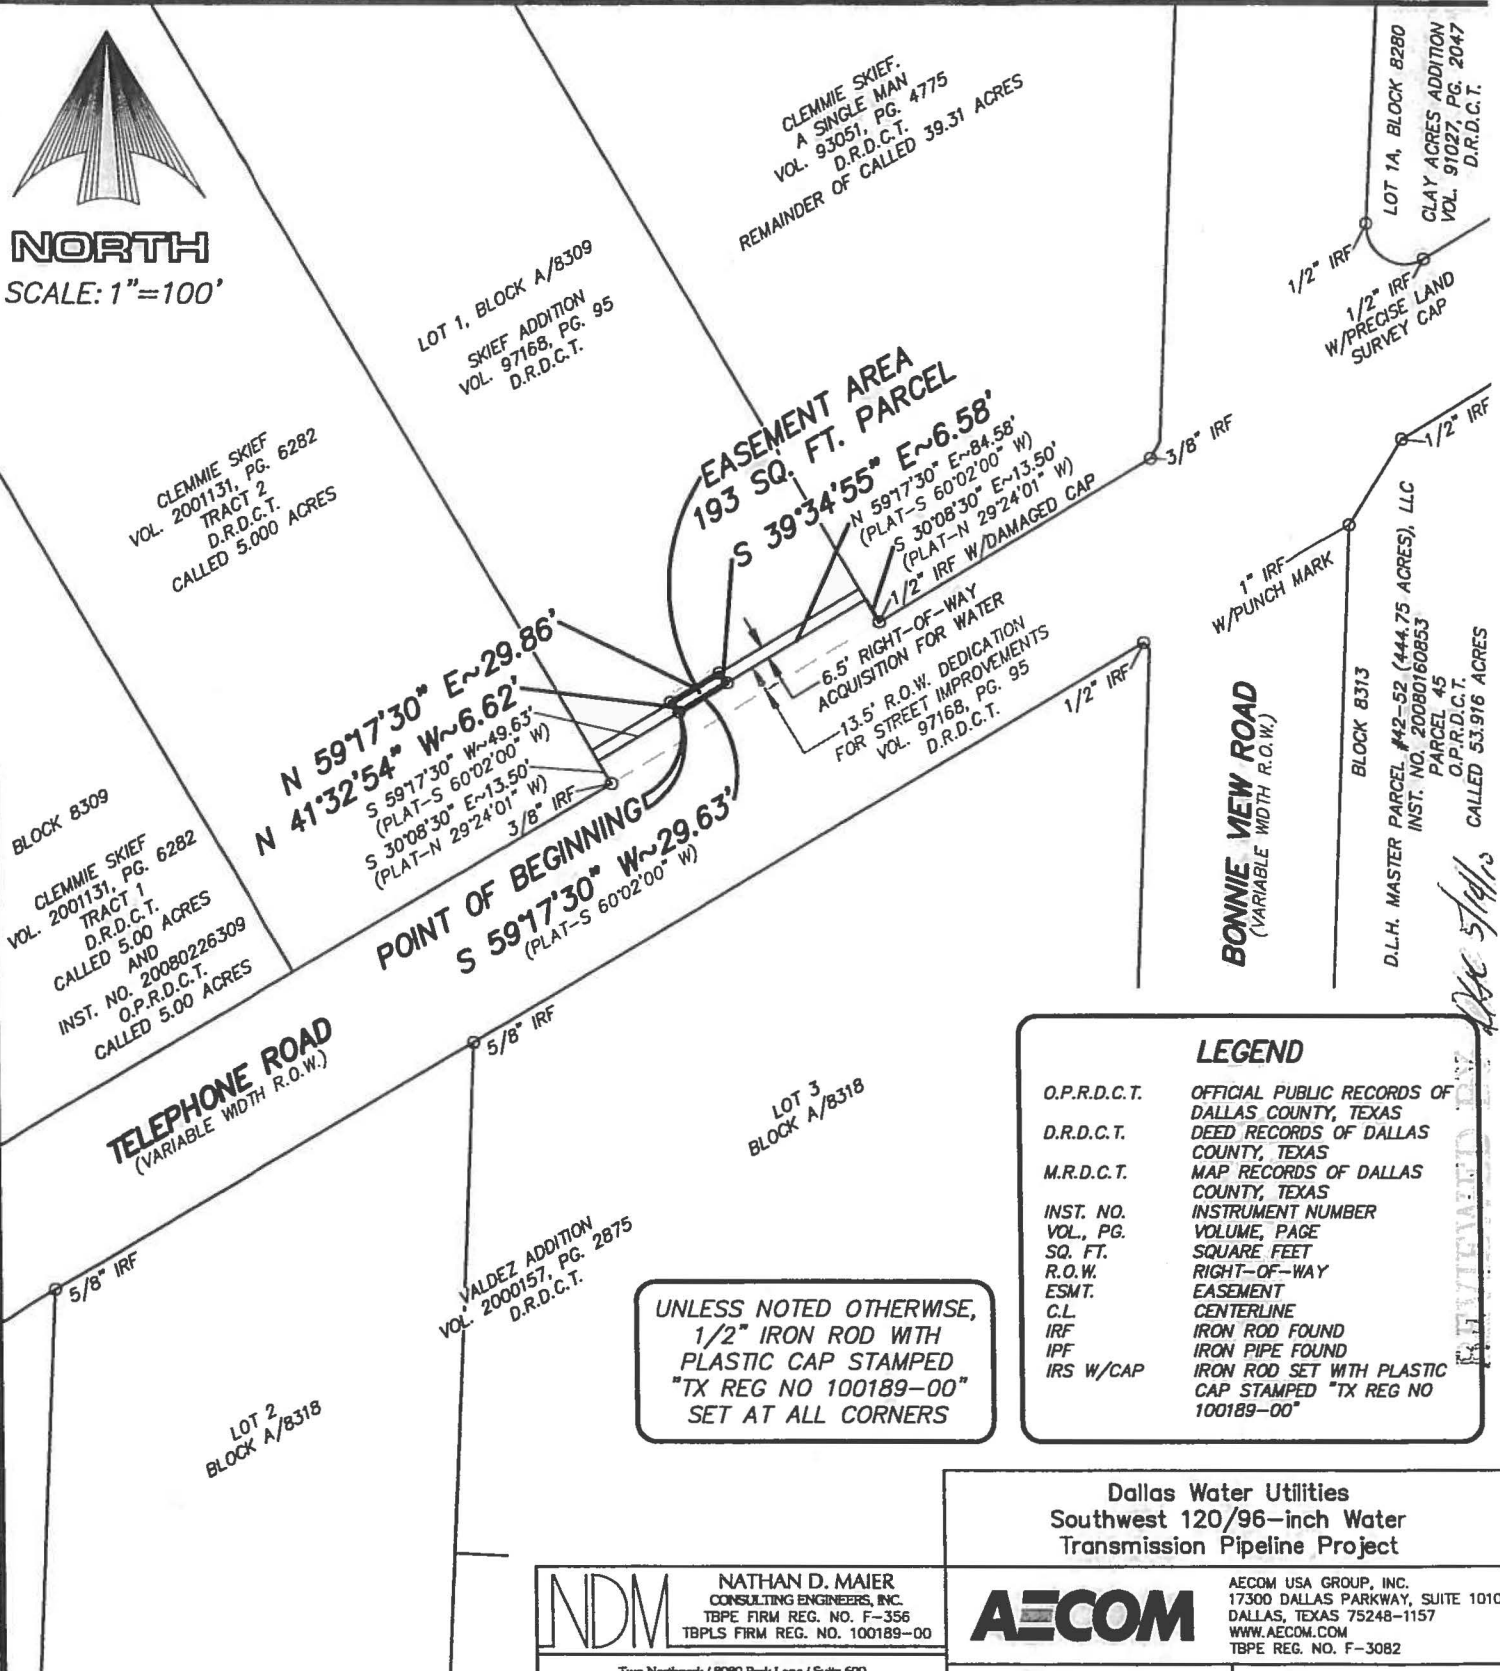 NORTH
SCALE: 1"=100'
CLEMMIE SKIEF.
A SINGLE MAN
VOL. 93051, PG. 4775
D.R.D.C.T.
REMAINDER OF CALLED 39.31 ACRES
LOT 1A, BLOCK 8280
CLAY ACRES ADDITION
VOL. 91027, PG. 2047
D.R.D.C.T.
1/2" IRF
1/2" IRF
W/PRECISE LAND
SURVEY CAP
LOT 1, BLOCK A/8309
SKIEF ADDITION
VOL. 97168, PG. 95
D.R.D.C.T.
CLEMMIE SKIEF
VOL. 2001131, PG. 6282
TRACT 2
D.R.D.C.T.
CALLED 5.000 ACRES
EASEMENT AREA
193 SQ. FT. PARCEL
S 39°34'55" E~6.58'
N 59°17'30" E~84.58'
(PLAT-S 60°02'00" W)
S 30°08'30" E~13.50'
(PLAT-N 29°24'01" W)
1/2" IRF W/DAMAGED CAP
3/8" IRF
1/2" IRF
1" IRF
W/PUNCH MARK
6.5' RIGHT-OF-WAY
ACQUISITION FOR WATER
13.5' R.O.W. DEDICATION
FOR STREET IMPROVEMENTS
VOL. 97168, PG. 95
D.R.D.C.T.
1/2" IRF
N 59°17'30" E~29.86'
N 41°32'54" W~6.62'
S 59°17'30" W~49.63'
(PLAT-S 60°02'00" W)
S 30°08'30" E~13.50'
(PLAT-N 29°24'01" W)
3/8" IRF
POINT OF BEGINNING
S 59°17'30" W~29.63'
(PLAT-S 60°02'00" W)
BLOCK 8309
CLEMMIE SKIEF
VOL. 2001131, PG. 6282
TRACT 1
D.R.D.C.T.
CALLED 5.00 ACRES
AND
INST. NO. 20080226309
O.P.R.D.C.T.
CALLED 5.00 ACRES
BONNIE VIEW ROAD
(VARIABLE WIDTH R.O.W.)
BLOCK 8313
D.L.H. MASTER PARCEL #42-52 (444.75 ACRES), LLC
INST. NO. 20080160853
PARCEL 45
O.P.R.D.C.T.
CALLED 53.916 ACRES
TELEPHONE ROAD
(VARIABLE WIDTH R.O.W.)
5/8" IRF
5/8" IRF
LOT 3
BLOCK A/8318
VALDEZ ADDITION
VOL. 2000157, PG. 2875
D.R.D.C.T.
LOT 2
BLOCK A/8318
UNLESS NOTED OTHERWISE,
1/2" IRON ROD WITH
PLASTIC CAP STAMPED
"TX REG NO 100189-00"
SET AT ALL CORNERS
LEGEND
O.P.R.D.C.T. OFFICIAL PUBLIC RECORDS OF
DALLAS COUNTY, TEXAS
D.R.D.C.T. DEED RECORDS OF DALLAS
COUNTY, TEXAS
M.R.D.C.T. MAP RECORDS OF DALLAS
COUNTY, TEXAS
INST. NO. INSTRUMENT NUMBER
VOL., PG. VOLUME, PAGE
SQ. FT. SQUARE FEET
R.O.W. RIGHT-OF-WAY
ESMT. EASEMENT
C.L. CENTERLINE
IRF IRON ROD FOUND
IPF IRON PIPE FOUND
IRS W/CAP IRON ROD SET WITH PLASTIC
CAP STAMPED "TX REG NO
100189-00"
REVIEWED BY
Dallas Water Utilities
Southwest 120/96-inch Water
Transmission Pipeline Project
NDM
NATHAN D. MAIER
CONSULTING ENGINEERS, INC.
TBPE FIRM REG. NO. F-356
TBPLS FIRM REG. NO. 100189-00
AECOM
AECOM USA GROUP, INC.
17300 DALLAS PARKWAY, SUITE 1010
DALLAS, TEXAS 75248-1157
WWW.AECOM.COM
TBPE REG. NO. F-3082